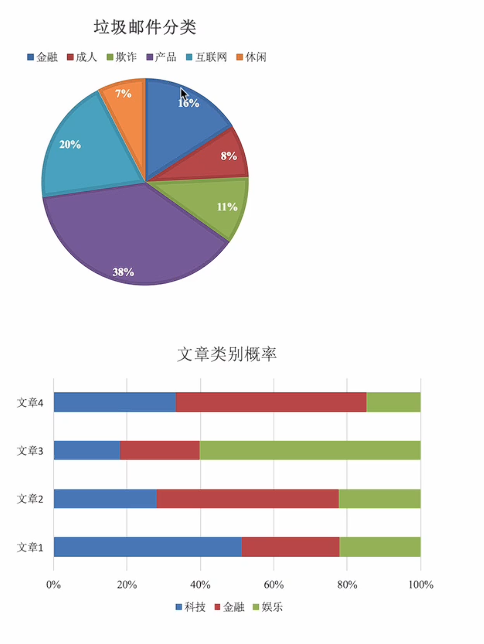 垃圾邮件分类
金融 成人 欺诈 产品 互联网 休闲
7% 16%
20% 8%
11%
38%
文章类别概率
文章4
文章3
文章2
文章1
0% 20% 40% 60% 80% 100%
科技 金融 娱乐